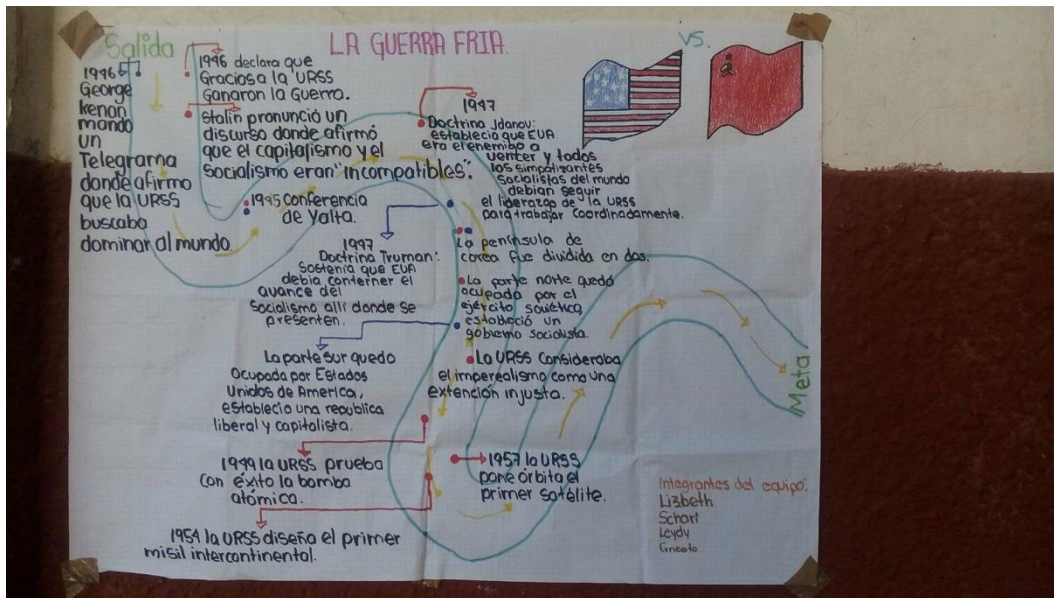 Salida
LA GUERRA FRIA.
VS.
1946
George
kenan
mando
un
Telegrama
donde afirmo
que la URSS
buscaba
dominar al mundo
1946 declara que
Gracias a la URSS
Ganaron la Guerra.
Stalin pronunció un
discurso donde afirmó
que el capitalismo y el
Socialismo eran "incompatibles".
1945 Conferencia
de Yalta.
1947
Doctrina Jdanov:
establecia que EUA
era el enemigo a
vencer y todos
los simpatizantes
socialistas del mundo
debian seguir
el liderazgo de la URSS
para trabajar coordinadamente.
1947
Doctrina Truman:
Sostenia que EUA
debia conterner el
avance del
Socialismo allí donde se
presenten.
La península de
corea fue dividida en dos.
La parte norte quedó
ocupada por el
ejército soviético,
estableció un
gobierno socialista.
La parte sur quedo
Ocupada por Estados
Unidos de America,
establecio una republica
liberal y capitalista.
La URSS Consideraba
el imperealismo como una
extención injusta.
1949 la URSS prueba
con éxito la bomba
atómica.
1957 la URSS
pone órbita el
primer satélite.
1954 la URSS diseña el primer
misil intercontinental.
Meta
Integrantes del equipo:
Lizbeth
Schari
Leydy
Ernesto